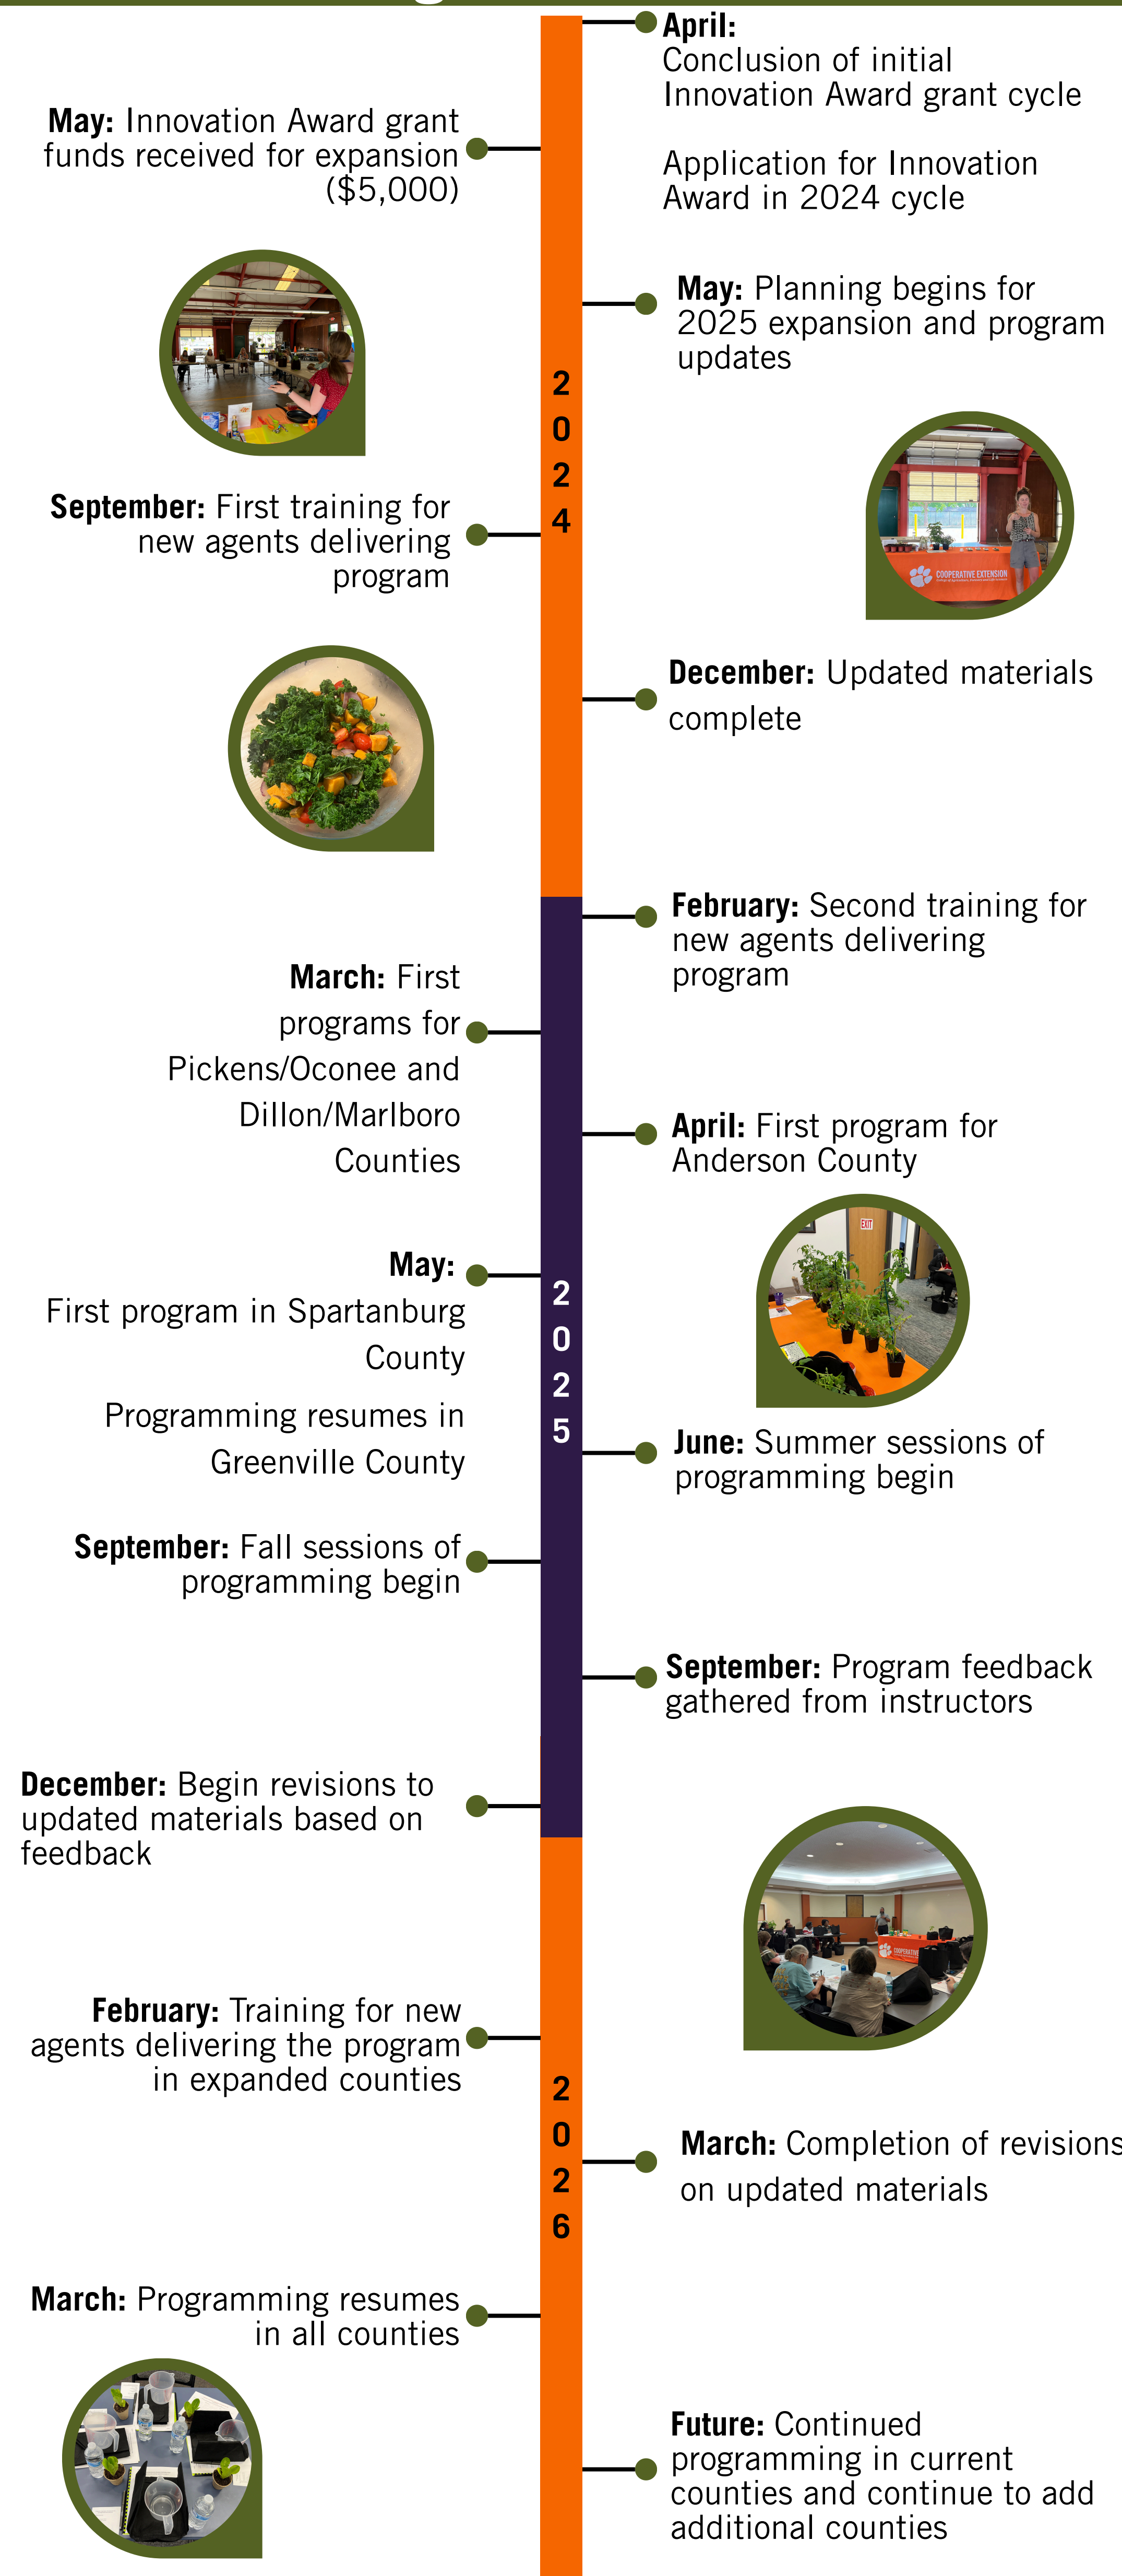 April:
Conclusion of initial
Innovation Award grant cycle
Application for Innovation
Award in 2024 cycle
May: Innovation Award grant
funds received for expansion
($5,000)
May: Planning begins for
2025 expansion and program
updates
2
0
2
4
COOPERATIVE EXTENSION
September: First training for
new agents delivering
program
December: Updated materials
complete
February: Second training for
new agents delivering
program
March: First
programs for
Pickens/Oconee and
Dillon/Marlboro
Counties
April: First program for
Anderson County
EXIT
May:
First program in Spartanburg
County
Programming resumes in
Greenville County
2
0
2
5
June: Summer sessions of
programming begin
September: Fall sessions of
programming begin
September: Program feedback
gathered from instructors
December: Begin revisions to
updated materials based on
feedback
COOPERATIVE
February: Training for new
agents delivering the program
in expanded counties
2
0
2
6
March: Completion of revisions
on updated materials
March: Programming resumes
in all counties
Future: Continued
programming in current
counties and continue to add
additional counties